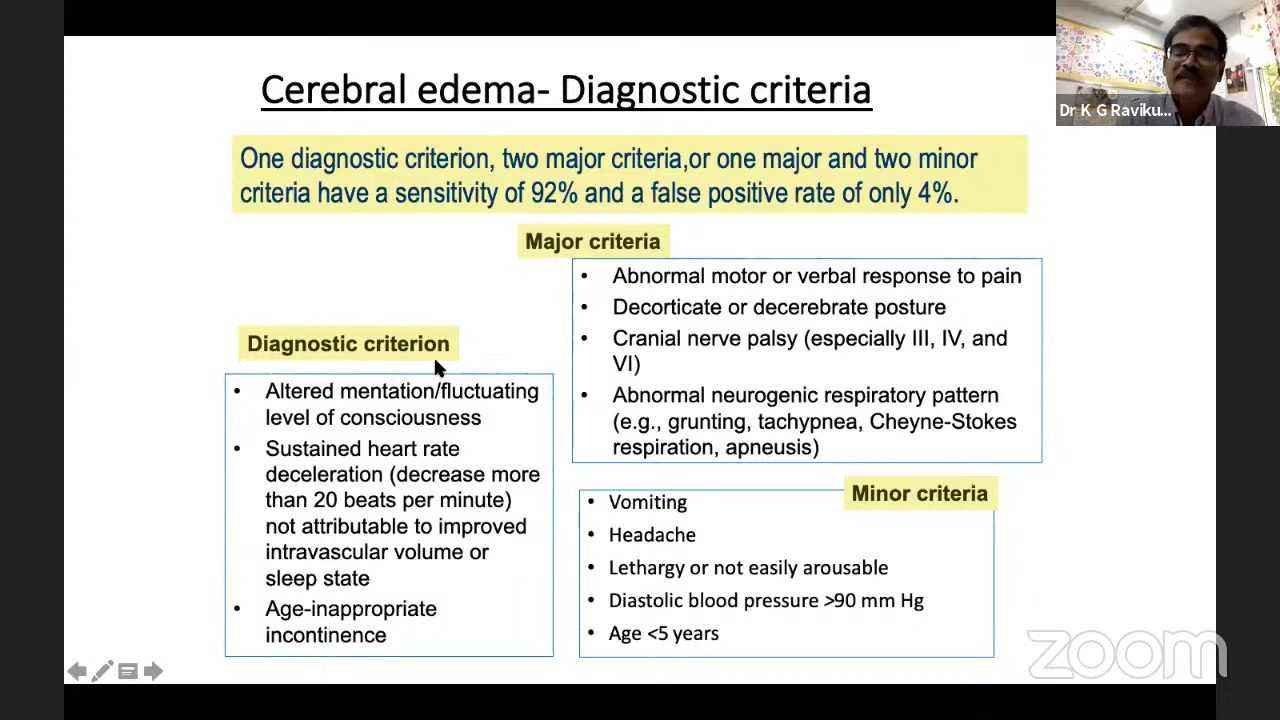 Cerebral edema- Diagnostic criteria
Dr K G Raviku...
One diagnostic criterion, two major criteria,or one major and two minor
criteria have a sensitivity of 92% and a false positive rate of only 4%.
Major criteria
• Abnormal motor or verbal response to pain
• Decorticate or decerebrate posture
• Cranial nerve palsy (especially III, IV, and
VI)
• Abnormal neurogenic respiratory pattern
(e.g., grunting, tachypnea, Cheyne-Stokes
respiration, apneusis)
Diagnostic criterion
• Altered mentation/fluctuating
level of consciousness
• Sustained heart rate
deceleration (decrease more
than 20 beats per minute)
not attributable to improved
intravascular volume or
sleep state
• Age-inappropriate
incontinence
Minor criteria
• Vomiting
• Headache
• Lethargy or not easily arousable
• Diastolic blood pressure >90 mm Hg
• Age <5 years
zoom